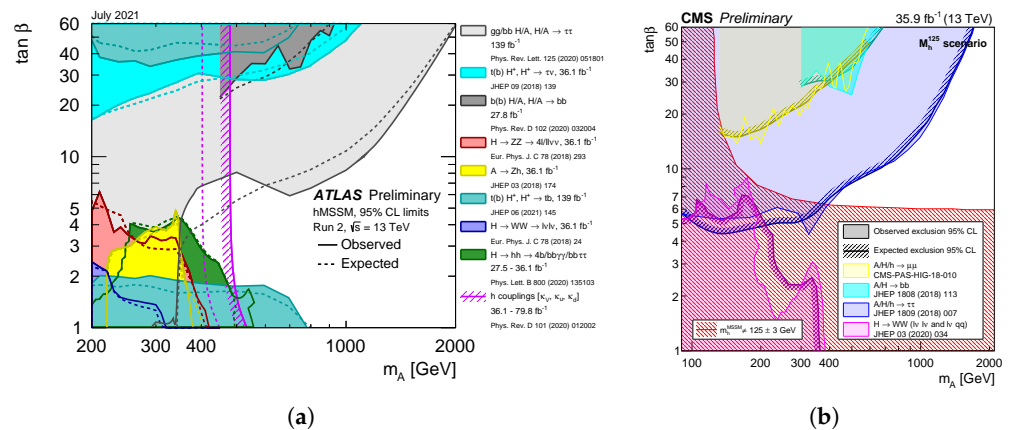 July 2021
tan β
60
50
40
30
20
10
6
5
4
3
2
1
200
300
400
1000
2000
m_A [GeV]
ATLAS Preliminary
hMSSM, 95% CL limits
Run 2, √s = 13 TeV
Observed
Expected
gg/bb H/A, H/A → ττ
139 fb⁻¹
Phys. Rev. Lett. 125 (2020) 051801
t(b) H⁺, H⁺ → τν, 36.1 fb⁻¹
JHEP 09 (2018) 139
b(b) H/A, H/A → bb
27.8 fb⁻¹
Phys. Rev. D 102 (2020) 032004
H → ZZ → 4l/llνν, 36.1 fb⁻¹
Eur. Phys. J. C 78 (2018) 293
A → Zh, 36.1 fb⁻¹
JHEP 03 (2018) 174
t(b) H⁺, H⁺ → tb, 139 fb⁻¹
JHEP 06 (2021) 145
H → WW → lνlν, 36.1 fb⁻¹
Eur. Phys. J. C 78 (2018) 24
H → hh → 4b/bbγγ/bbττ
27.5 - 36.1 fb⁻¹
Phys. Lett. B 800 (2020) 135103
h couplings [κ_V, κ_u, κ_d]
36.1 - 79.8 fb⁻¹
Phys. Rev. D 101 (2020) 012002
(a)
CMS Preliminary
35.9 fb⁻¹ (13 TeV)
M_h^125 scenario
tanβ
60
50
40
30
20
10
6
5
4
3
2
1
100
200
300
400
1000
2000
m_A [GeV]
Observed exclusion 95% CL
Expected exclusion 95% CL
A/H/h → μμ
CMS-PAS-HIG-18-010
A/H → bb
JHEP 1808 (2018) 113
A/H/h → ττ
JHEP 1809 (2018) 007
H → WW (lν lν and lν qq)
JHEP 03 (2020) 034
m_h^MSSM ≠ 125 ± 3 GeV
(b)